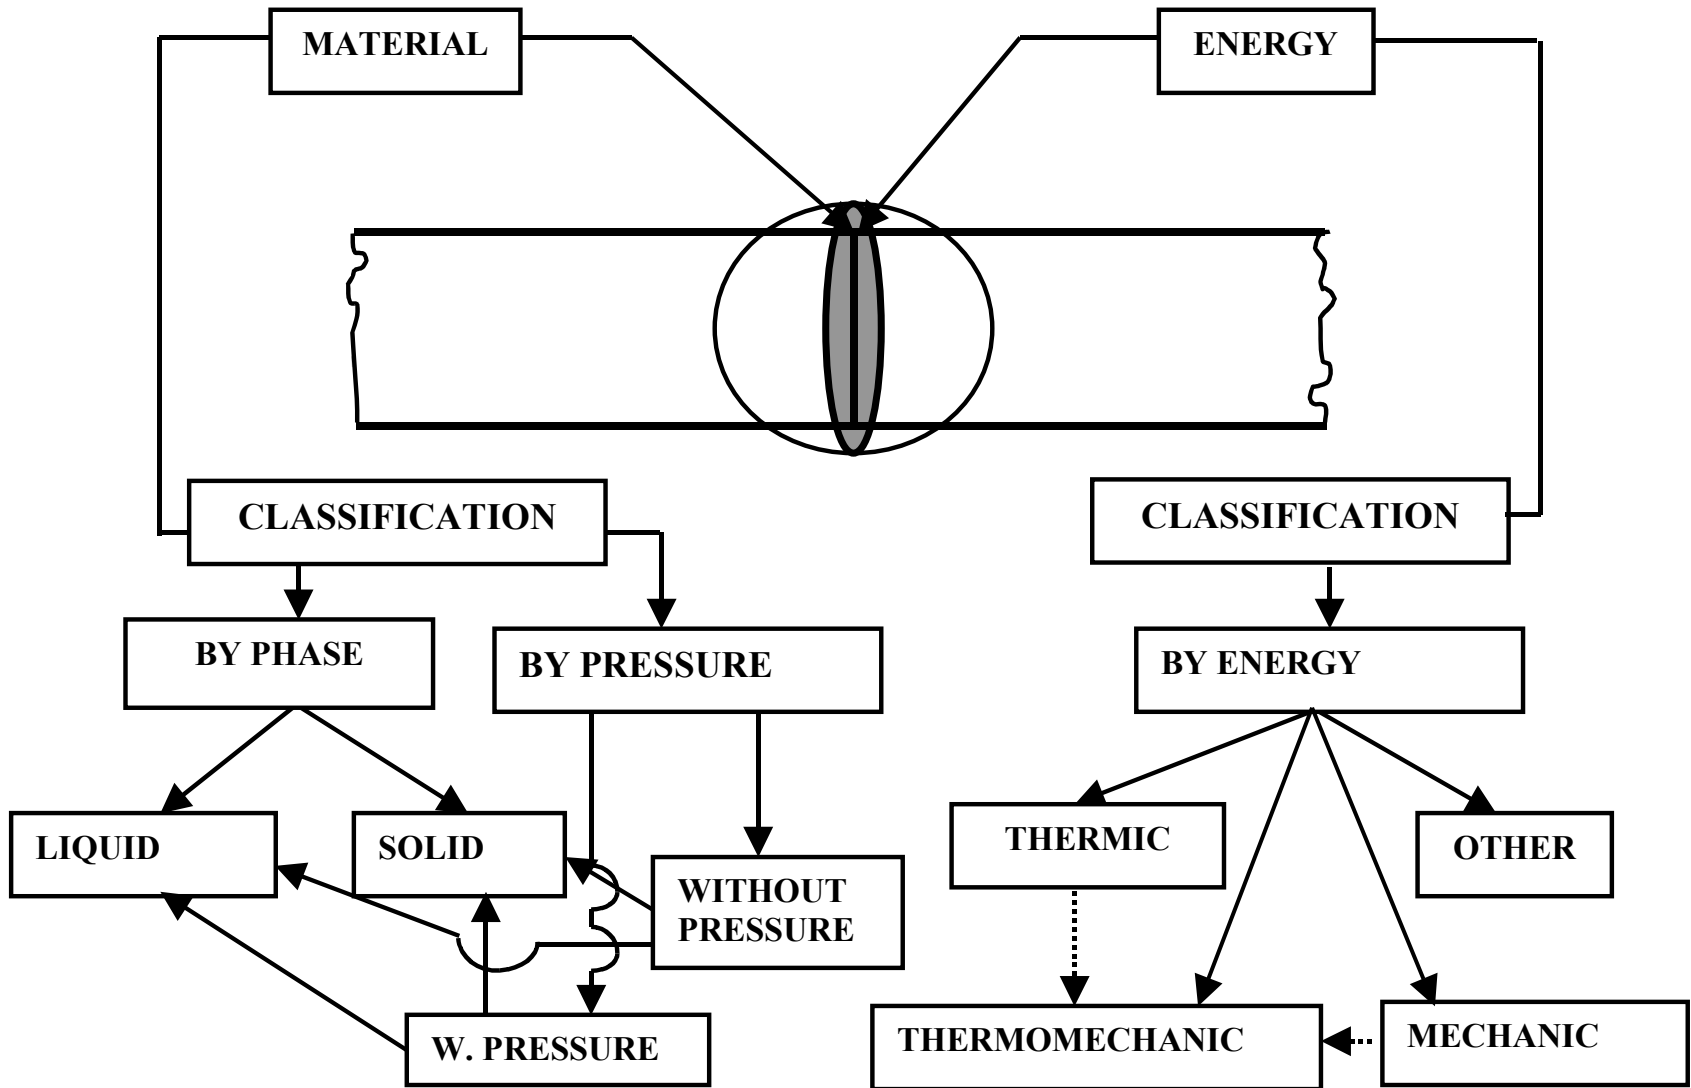 MATERIAL
ENERGY
CLASSIFICATION
CLASSIFICATION
BY PHASE
BY PRESSURE
BY ENERGY
LIQUID
SOLID
WITHOUT
PRESSURE
THERMIC
OTHER
W. PRESSURE
THERMOMECHANIC
MECHANIC